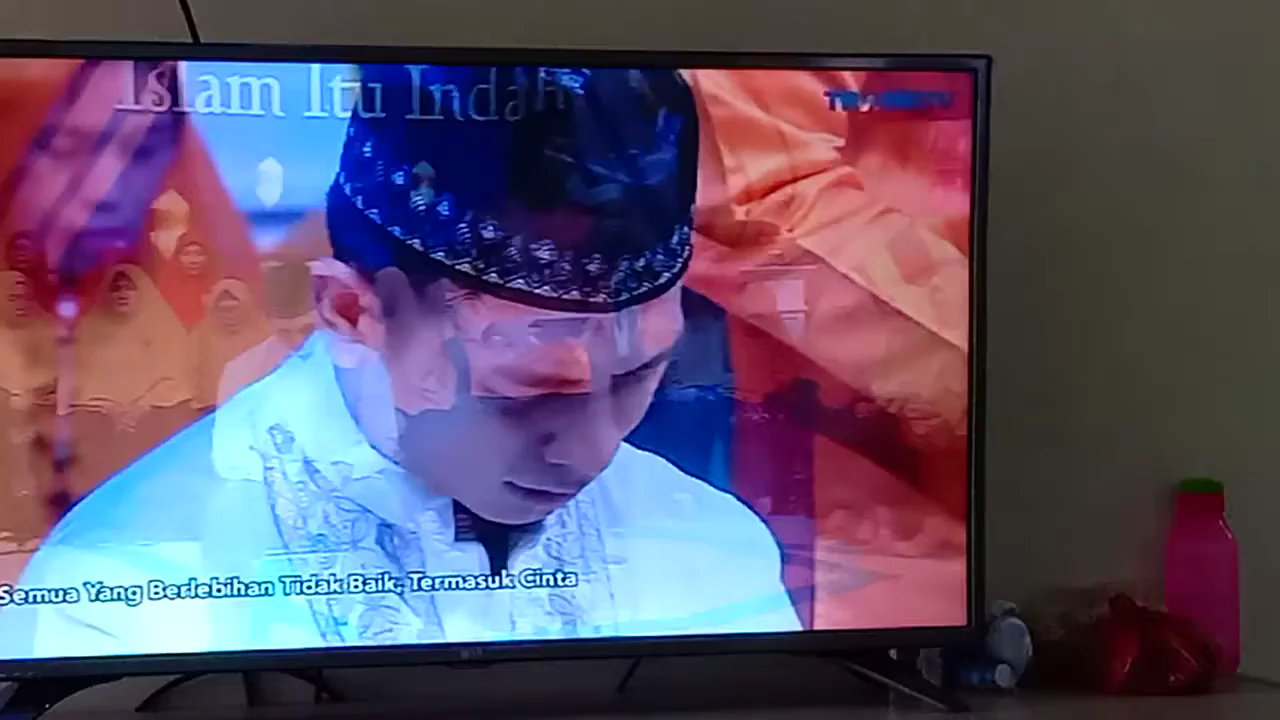 Islam Itu Indah
Semua Yang Berlebihan Tidak Baik, Termasuk Cinta